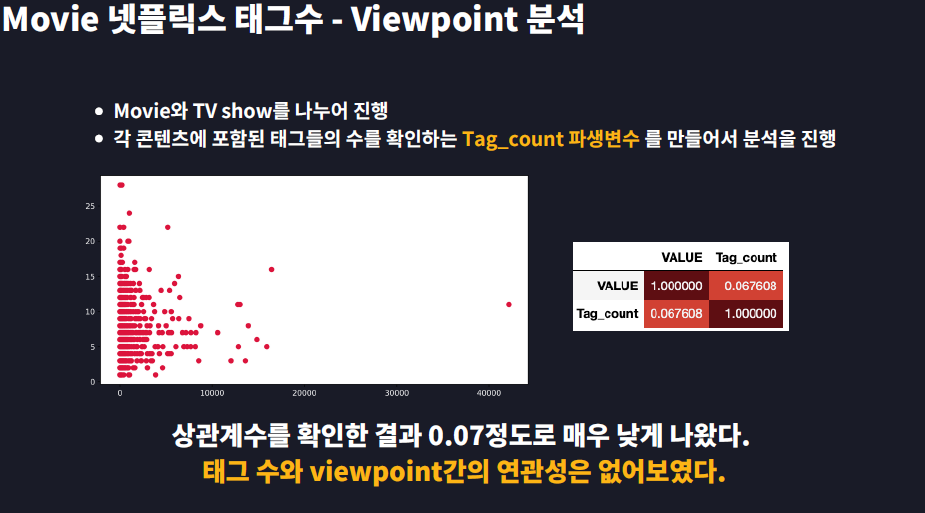 Movie 넷플릭스 태그수 - Viewpoint 분석
Movie와 TV show를 나누어 진행
각 콘텐츠에 포함된 태그들의 수를 확인하는 Tag_count 파생변수 를 만들어서 분석을 진행
25
20
15
10
5
0
0 10000 20000 30000 40000
VALUE Tag_count
VALUE 1.000000 0.067608
Tag_count 0.067608 1.000000
상관계수를 확인한 결과 0.07정도로 매우 낮게 나왔다.
태그 수와 viewpoint간의 연관성은 없어보였다.